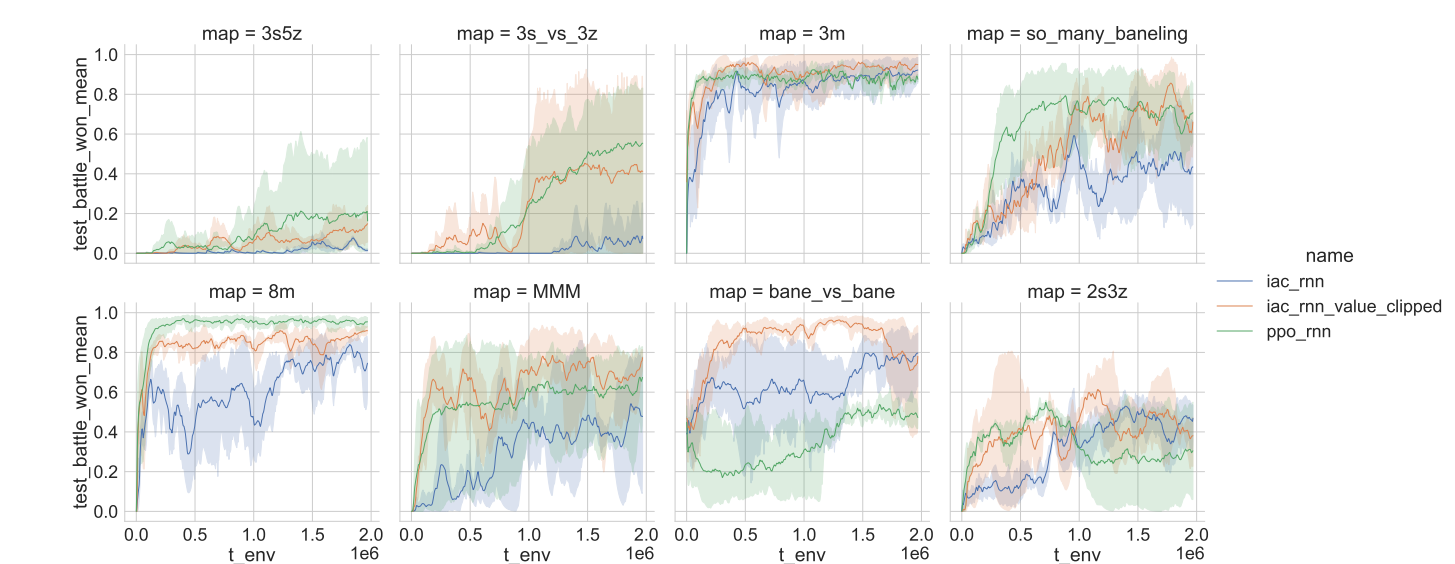 map = 3s5z
map = 3s_vs_3z
map = 3m
map = so_many_baneling
test_battle_won_mean
1.0
0.8
0.6
0.4
0.2
0.0
name
iac_rnn
iac_rnn_value_clipped
ppo_rnn
map = 8m
map = MMM
map = bane_vs_bane
map = 2s3z
test_battle_won_mean
1.0
0.8
0.6
0.4
0.2
0.0
0.0 0.5 1.0 1.5 2.0
1e6
t_env
0.0 0.5 1.0 1.5 2.0
1e6
t_env
0.0 0.5 1.0 1.5 2.0
1e6
t_env
0.0 0.5 1.0 1.5 2.0
1e6
t_env